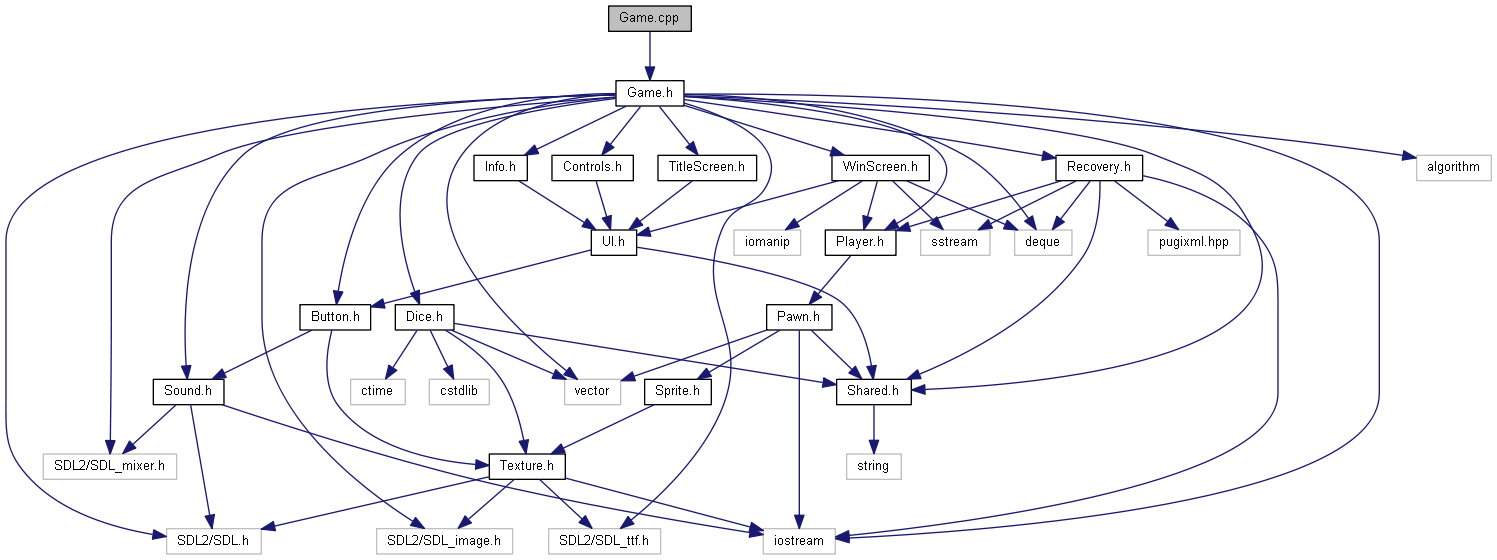 Game.cpp
Game.h
Info.h
Controls.h
TitleScreen.h
WinScreen.h
Recovery.h
algorithm
UI.h
iomanip
Player.h
sstream
deque
pugixml.hpp
Button.h
Dice.h
Pawn.h
Sound.h
ctime
cstdlib
vector
Sprite.h
Shared.h
SDL2/SDL_mixer.h
Texture.h
string
SDL2/SDL.h
SDL2/SDL_image.h
SDL2/SDL_ttf.h
iostream